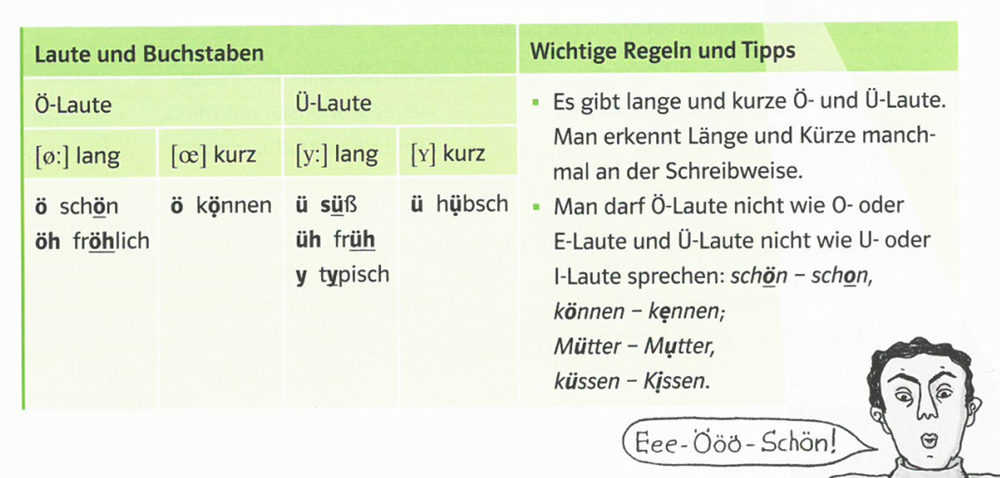 Laute und Buchstaben
Ö-Laute Ü-Laute
[ø:] lang [œ] kurz [y:] lang [ʏ] kurz
ö schön ö können ü süß ü hübsch
öh fröhlich üh früh
y typisch
Wichtige Regeln und Tipps
▪ Es gibt lange und kurze Ö- und Ü-Laute.
Man erkennt Länge und Kürze manch-
mal an der Schreibweise.
▪ Man darf Ö-Laute nicht wie O- oder
E-Laute und Ü-Laute nicht wie U- oder
I-Laute sprechen: schön – schon,
können – kennen;
Mütter – Mutter,
küssen – Kissen.
Eee-Ööö-Schön!